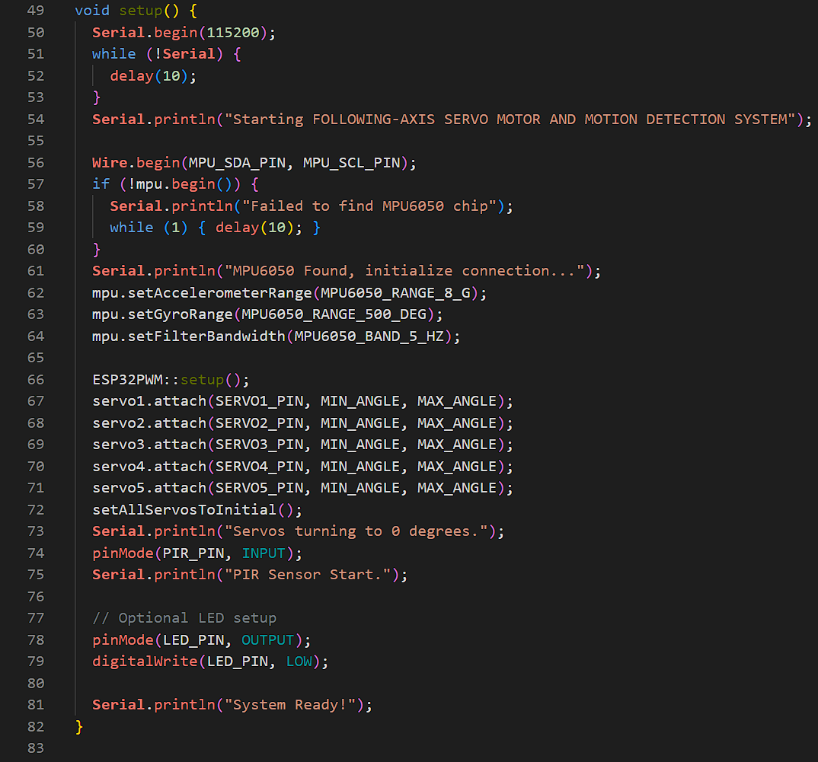 49 void setup() {
50 Serial.begin(115200);
51 while (!Serial) {
52 delay(10);
53 }
54 Serial.println("Starting FOLLOWING-AXIS SERVO MOTOR AND MOTION DETECTION SYSTEM");
55
56 Wire.begin(MPU_SDA_PIN, MPU_SCL_PIN);
57 if (!mpu.begin()) {
58 Serial.println("Failed to find MPU6050 chip");
59 while (1) { delay(10); }
60 }
61 Serial.println("MPU6050 Found, initialize connection...");
62 mpu.setAccelerometerRange(MPU6050_RANGE_8_G);
63 mpu.setGyroRange(MPU6050_RANGE_500_DEG);
64 mpu.setFilterBandwidth(MPU6050_BAND_5_HZ);
65
66 ESP32PWM::setup();
67 servo1.attach(SERVO1_PIN, MIN_ANGLE, MAX_ANGLE);
68 servo2.attach(SERVO2_PIN, MIN_ANGLE, MAX_ANGLE);
69 servo3.attach(SERVO3_PIN, MIN_ANGLE, MAX_ANGLE);
70 servo4.attach(SERVO4_PIN, MIN_ANGLE, MAX_ANGLE);
71 servo5.attach(SERVO5_PIN, MIN_ANGLE, MAX_ANGLE);
72 setAllServosToInitial();
73 Serial.println("Servos turning to 0 degrees.");
74 pinMode(PIR_PIN, INPUT);
75 Serial.println("PIR Sensor Start.");
76
77 // Optional LED setup
78 pinMode(LED_PIN, OUTPUT);
79 digitalWrite(LED_PIN, LOW);
80
81 Serial.println("System Ready!");
82 }
83